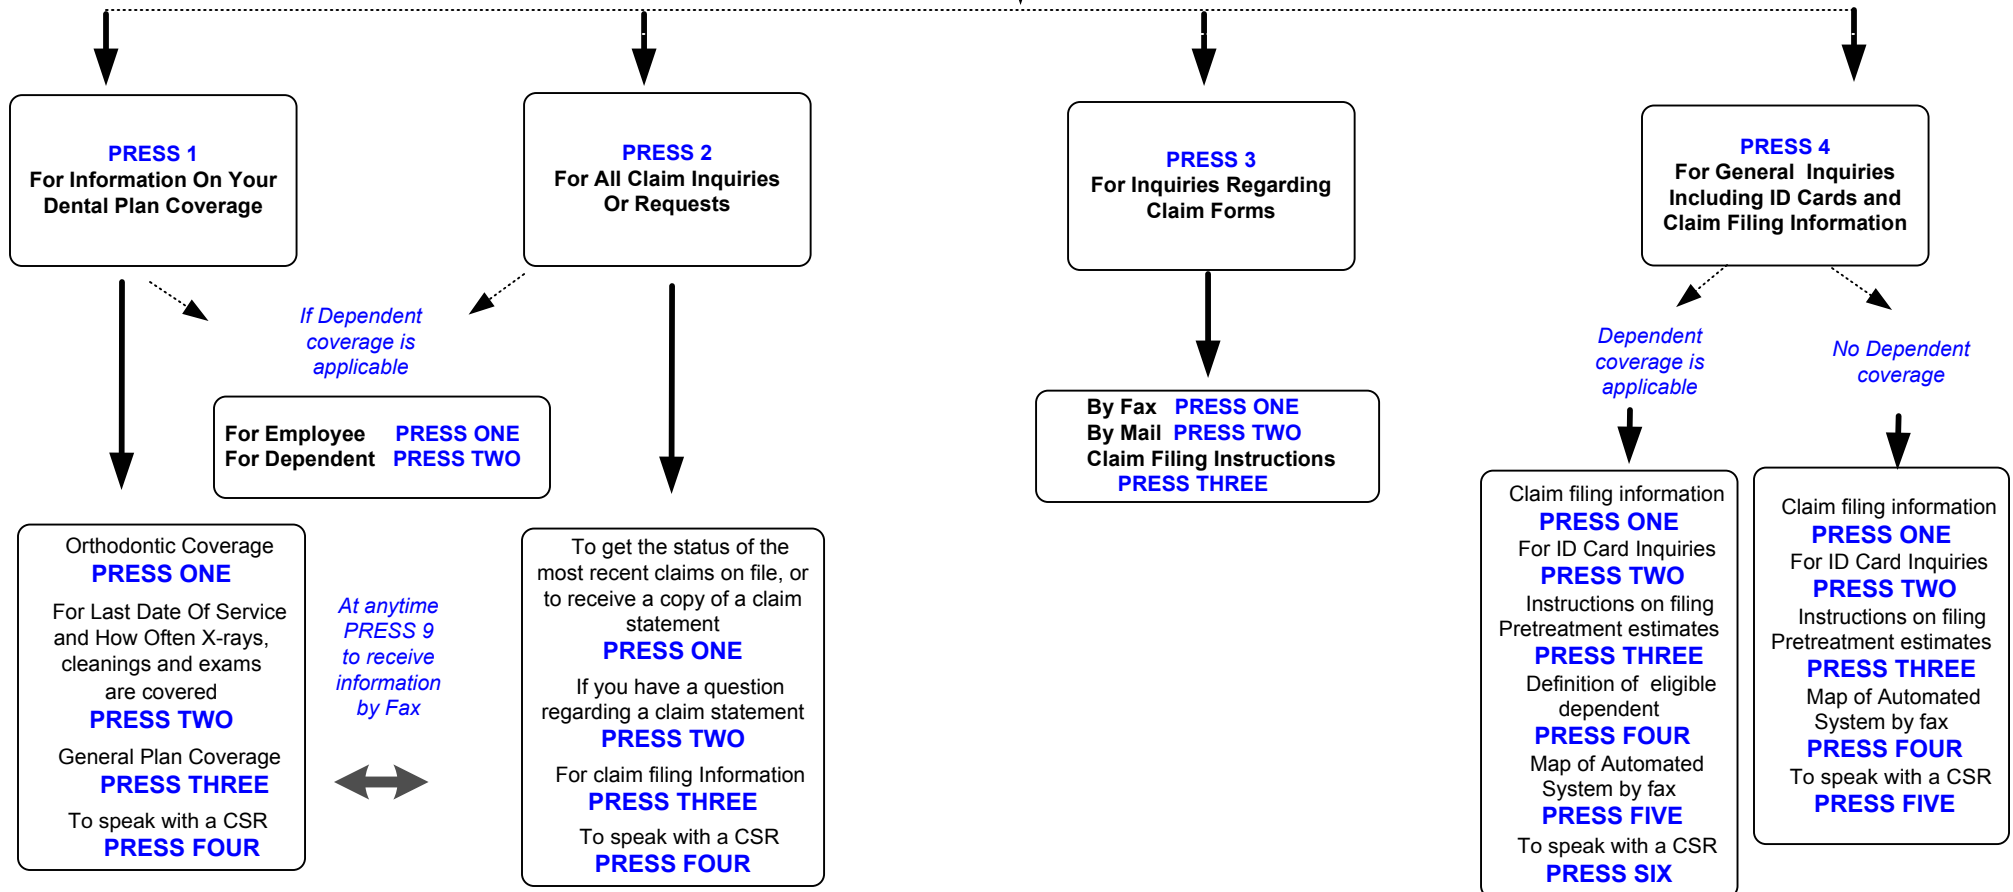 PRESS 1
For Information On Your
Dental Plan Coverage
PRESS 2
For All Claim Inquiries
Or Requests
PRESS 3
For Inquiries Regarding
Claim Forms
PRESS 4
For General Inquiries
Including ID Cards and
Claim Filing Information
If Dependent
coverage is
applicable
For Employee PRESS ONE
For Dependent PRESS TWO
By Fax PRESS ONE
By Mail PRESS TWO
Claim Filing Instructions
PRESS THREE
Dependent
coverage is
applicable
No Dependent
coverage
Orthodontic Coverage
PRESS ONE
For Last Date Of Service
and How Often X-rays,
cleanings and exams
are covered
PRESS TWO
General Plan Coverage
PRESS THREE
To speak with a CSR
PRESS FOUR
At anytime
PRESS 9
to receive
information
by Fax
To get the status of the
most recent claims on file, or
to receive a copy of a claim
statement
PRESS ONE
If you have a question
regarding a claim statement
PRESS TWO
For claim filing Information
PRESS THREE
To speak with a CSR
PRESS FOUR
Claim filing information
PRESS ONE
For ID Card Inquiries
PRESS TWO
Instructions on filing
Pretreatment estimates
PRESS THREE
Definition of eligible
dependent
PRESS FOUR
Map of Automated
System by fax
PRESS FIVE
To speak with a CSR
PRESS SIX
Claim filing information
PRESS ONE
For ID Card Inquiries
PRESS TWO
Instructions on filing
Pretreatment estimates
PRESS THREE
Map of Automated
System by fax
PRESS FOUR
To speak with a CSR
PRESS FIVE